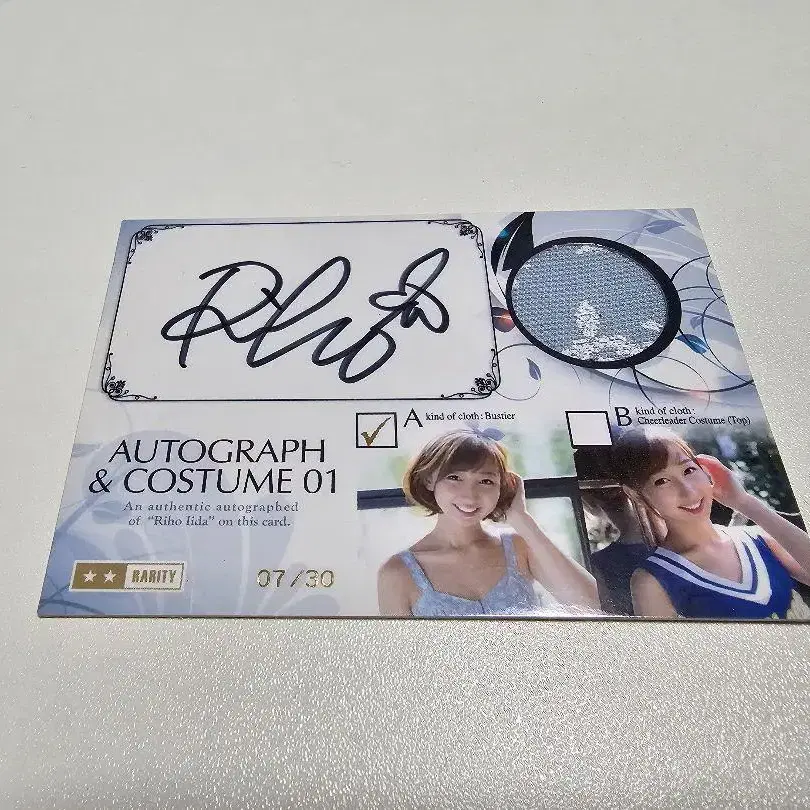 Riho
A kind of cloth : Bustier
B kind of cloth :
Cheerleader Costume (Top)
AUTOGRAPH
& COSTUME 01
An authentic autographed
of "Riho Iida" on this card.
★★ RARITY
07/30